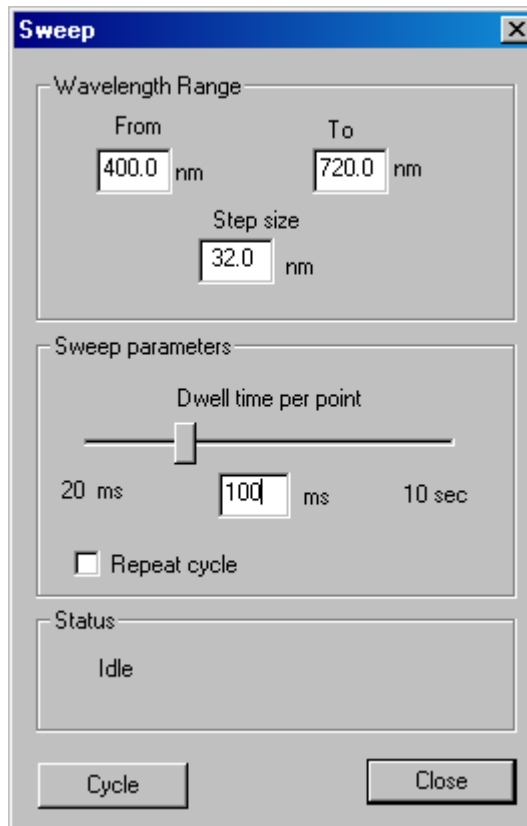 Sweep
Wavelength Range
From To
400.0 nm 720.0 nm
Step size
32.0 nm
Sweep parameters
Dwell time per point
20 ms 100 ms 10 sec
Repeat cycle
Status
Idle
Cycle Close